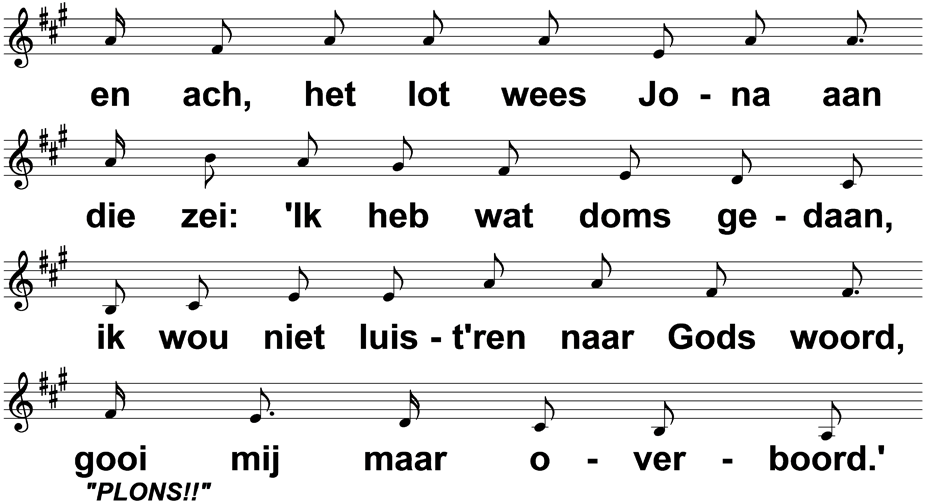 en ach, het lot wees Jo - na aan
die zei: 'Ik heb wat doms ge - daan,
ik wou niet luis - t'ren naar Gods woord,
gooi mij maar o - ver - boord.'
"PLONS!!"